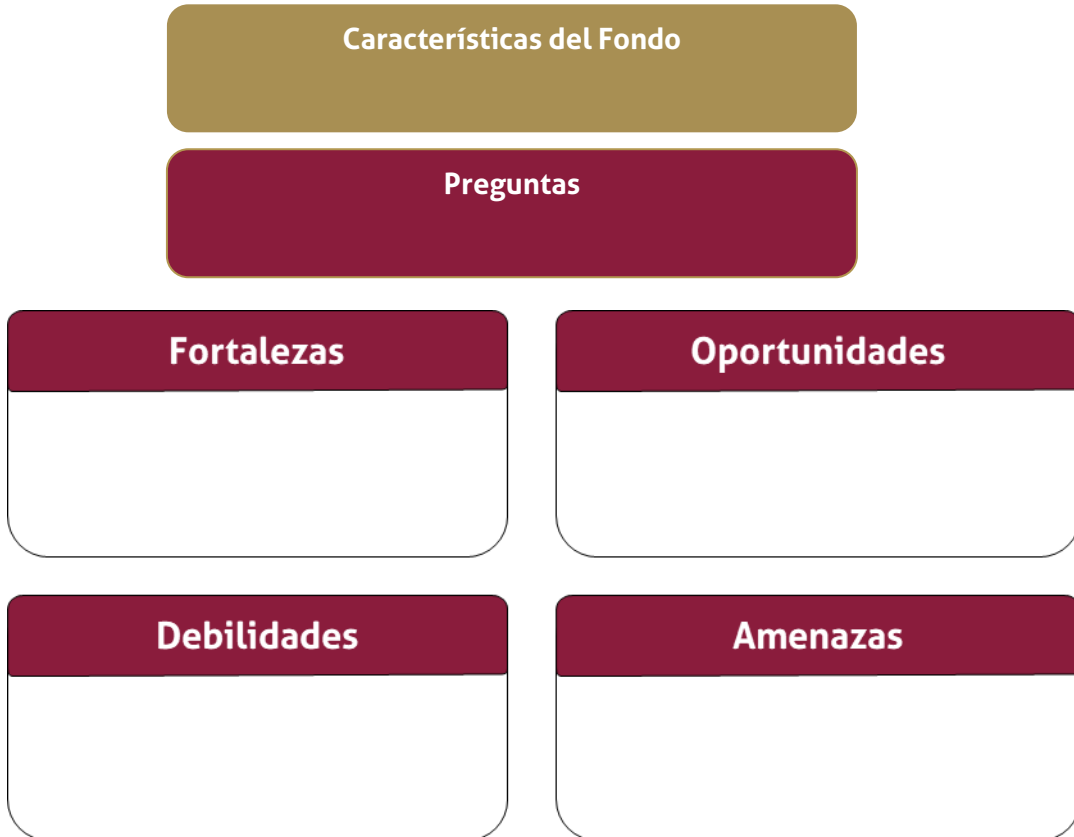 Características del Fondo
Preguntas
Fortalezas
Oportunidades
Debilidades
Amenazas